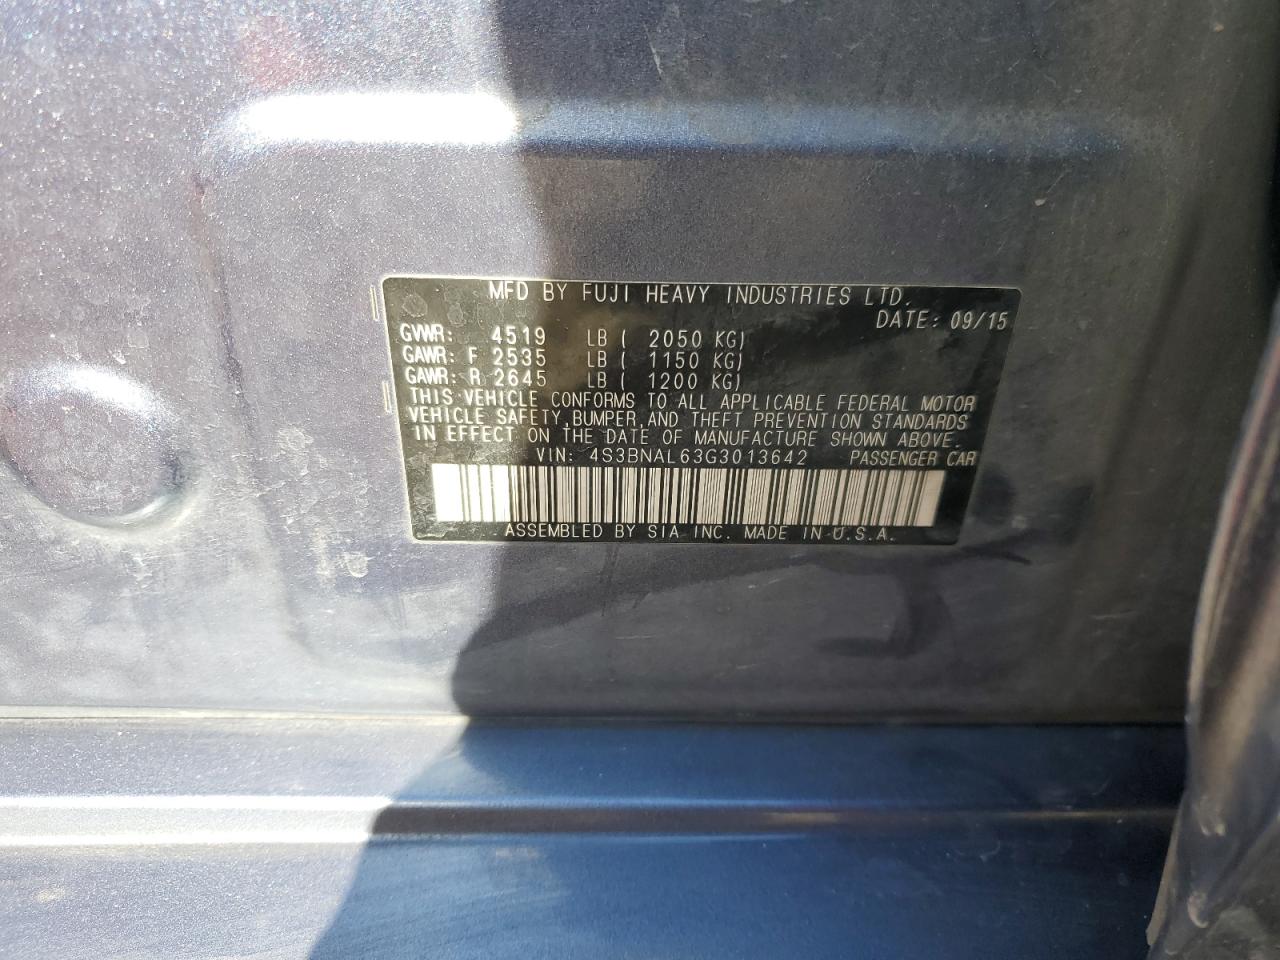 MFD BY FUJI HEAVY INDUSTRIES LTD.
DATE: 09/15
GVWR: 4519 LB ( 2050 KG)
GAWR: F 2535 LB ( 1150 KG)
GAWR: R 2645 LB ( 1200 KG)
THIS VEHICLE CONFORMS TO ALL APPLICABLE FEDERAL MOTOR
VEHICLE SAFETY, BUMPER, AND THEFT PREVENTION STANDARDS
IN EFFECT ON THE DATE OF MANUFACTURE SHOWN ABOVE.
VIN: 4S3BNAL63G3013642 PASSENGER CAR
ASSEMBLED BY SIA INC. MADE IN U.S.A.